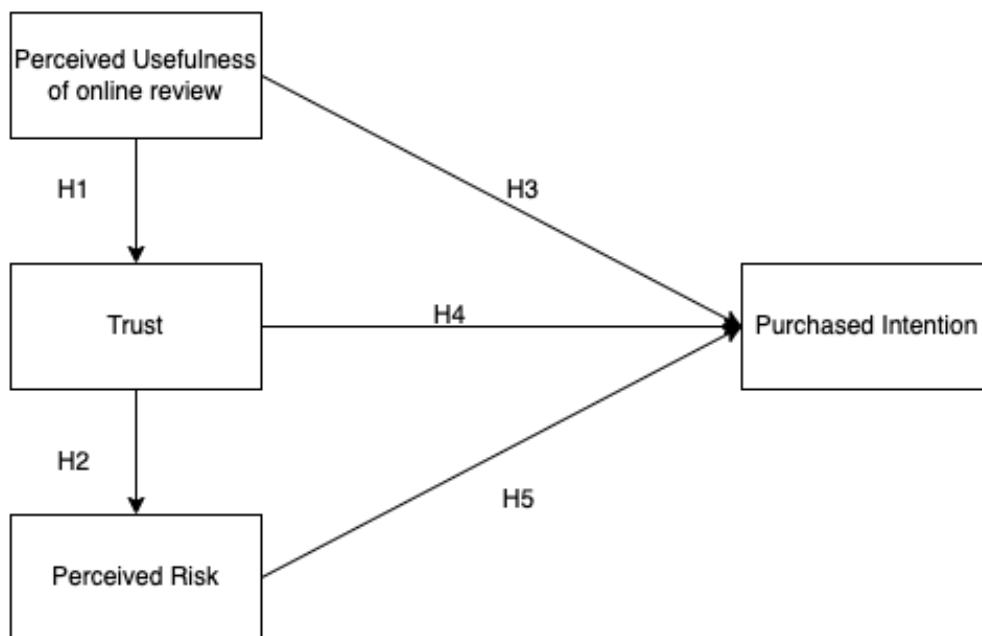 Perceived Usefulness
of online review
H1
H3
Trust
H4
Purchased Intention
H2
H5
Perceived Risk